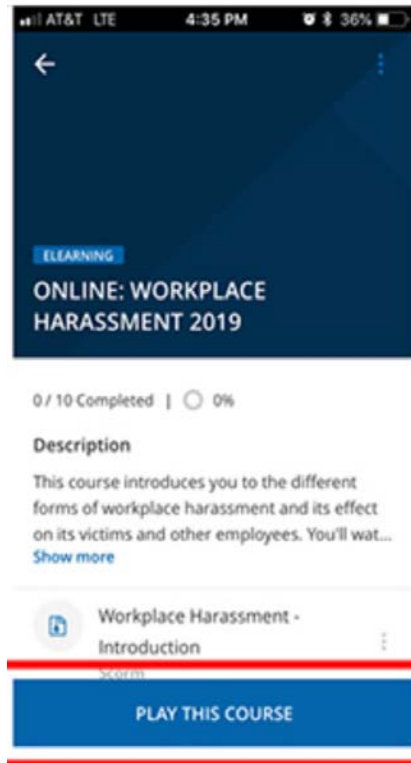 AT&T LTE 4:35 PM 36%
ELEARNING
ONLINE: WORKPLACE
HARASSMENT 2019
0 / 10 Completed | 0%
Description
This course introduces you to the different
forms of workplace harassment and its effect
on its victims and other employees. You'll wat...
Show more
Workplace Harassment -
Introduction
Scorm
PLAY THIS COURSE